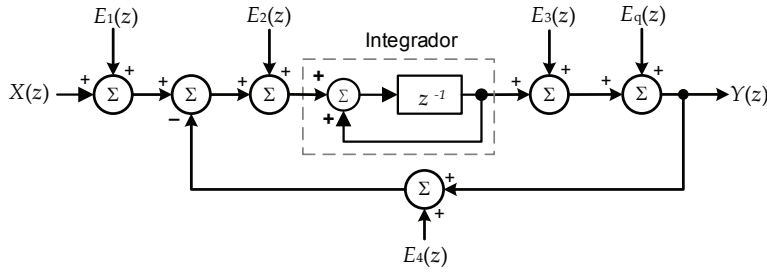 E1(z) E2(z) E3(z) Eq(z)
Integrador
X(z) + + Σ + + − Σ + + Σ + + Σ + z -1 + + Σ + + Σ + Y(z)
Σ + +
E4(z)